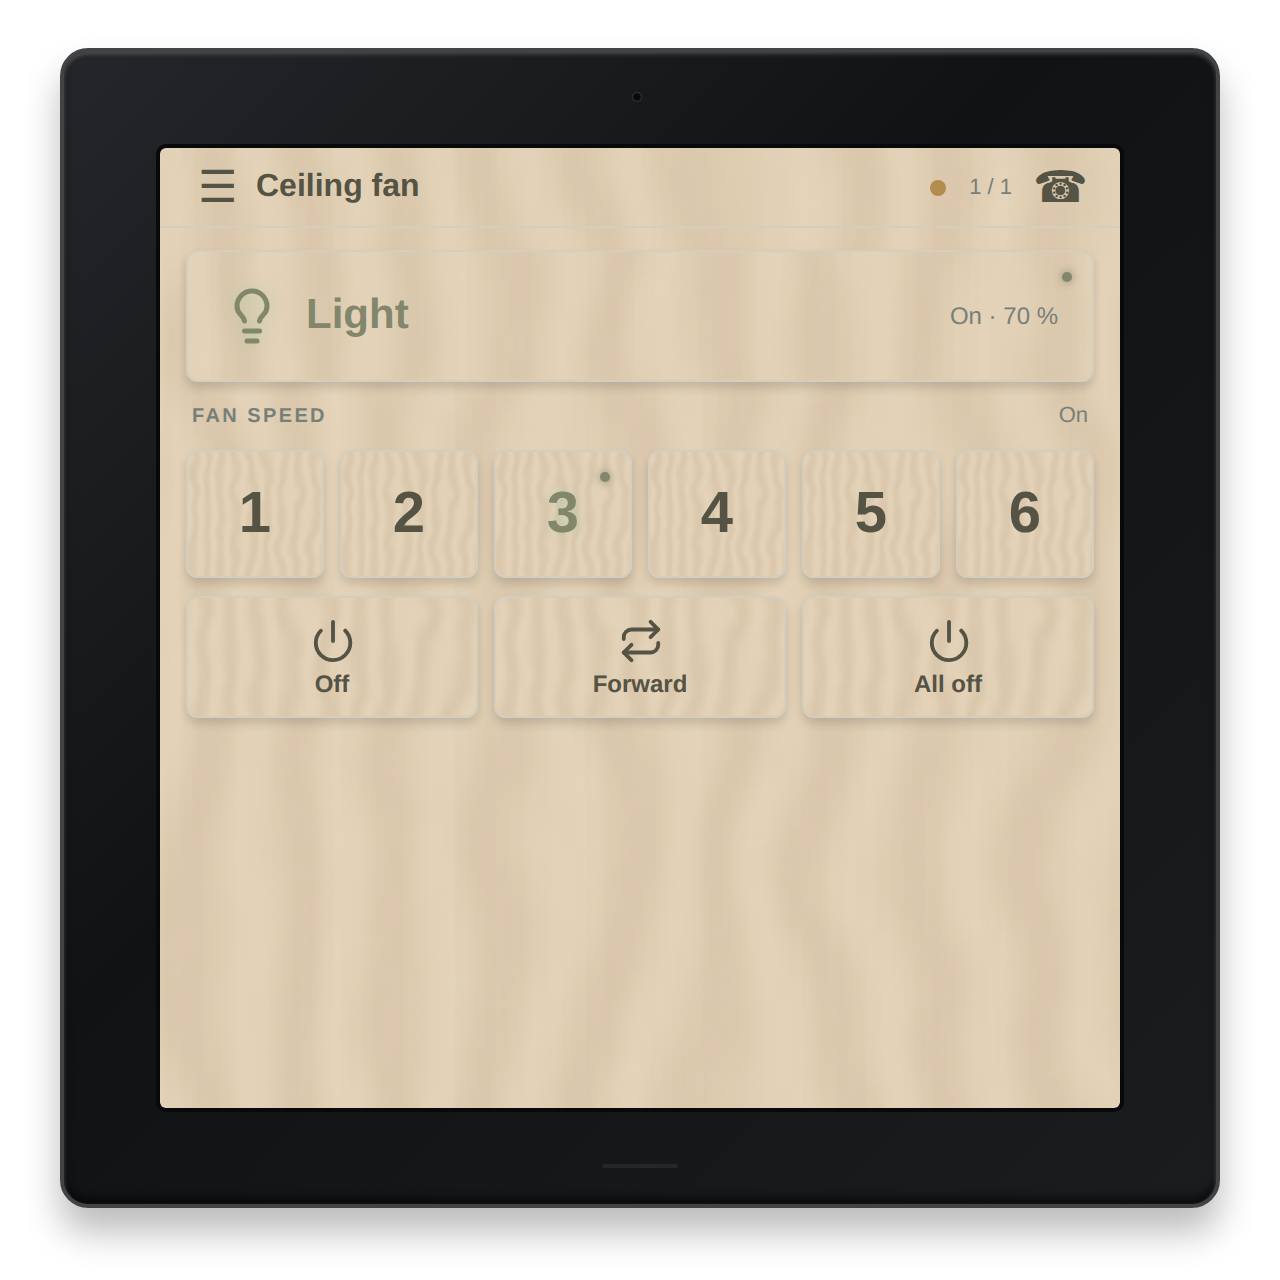 Ceiling fan
1 / 1
Light
On · 70 %
FAN SPEED
On
1 2 3 4 5 6
Off
Forward
All off